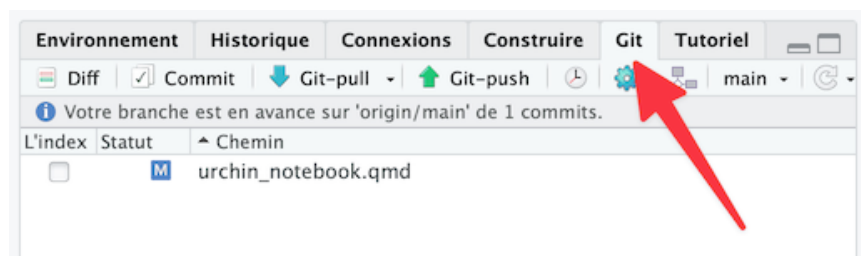 Environnement Historique Connexions Construire Git Tutoriel
Diff Commit Git-pull Git-push main
Votre branche est en avance sur 'origin/main' de 1 commits.
L'index Statut Chemin
M urchin_notebook.qmd